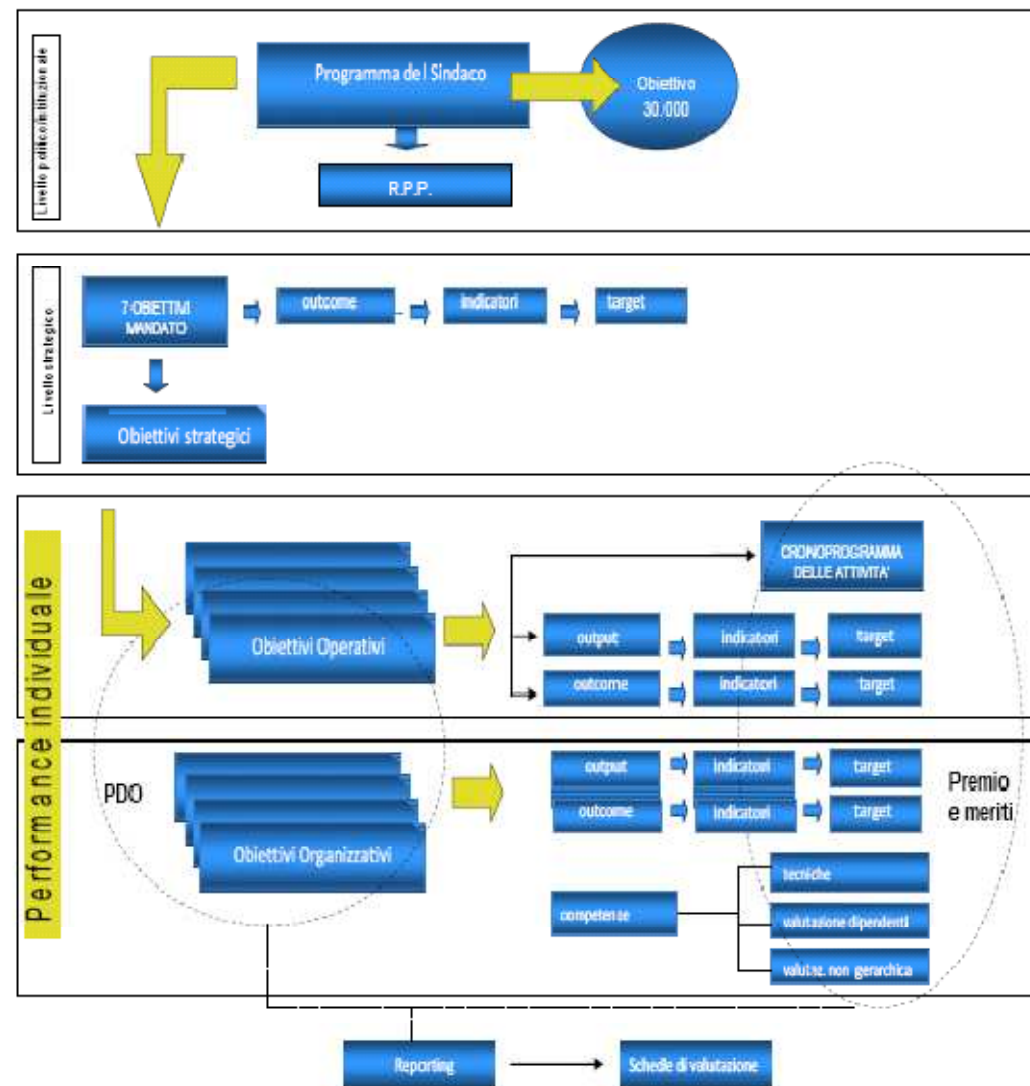 Livello politico/istituzionale
Programma del Sindaco
Obiettivo
30.000
R.P.P.
Livello strategico
7 OBIETTIVI
MANDATO
outcome
indicatori
target
Obiettivi strategici
Performance individuale
CRONOPROGRAMMA
DELLE ATTIVITA'
Obiettivi Operativi
output
indicatori
target
outcome
indicatori
target
PDO
output
indicatori
target
Premio
e meriti
outcome
indicatori
target
Obiettivi Organizzativi
tecniche
competenze
valutazione dipendenti
valutaz. non gerarchica
Reporting
Schede di valutazione